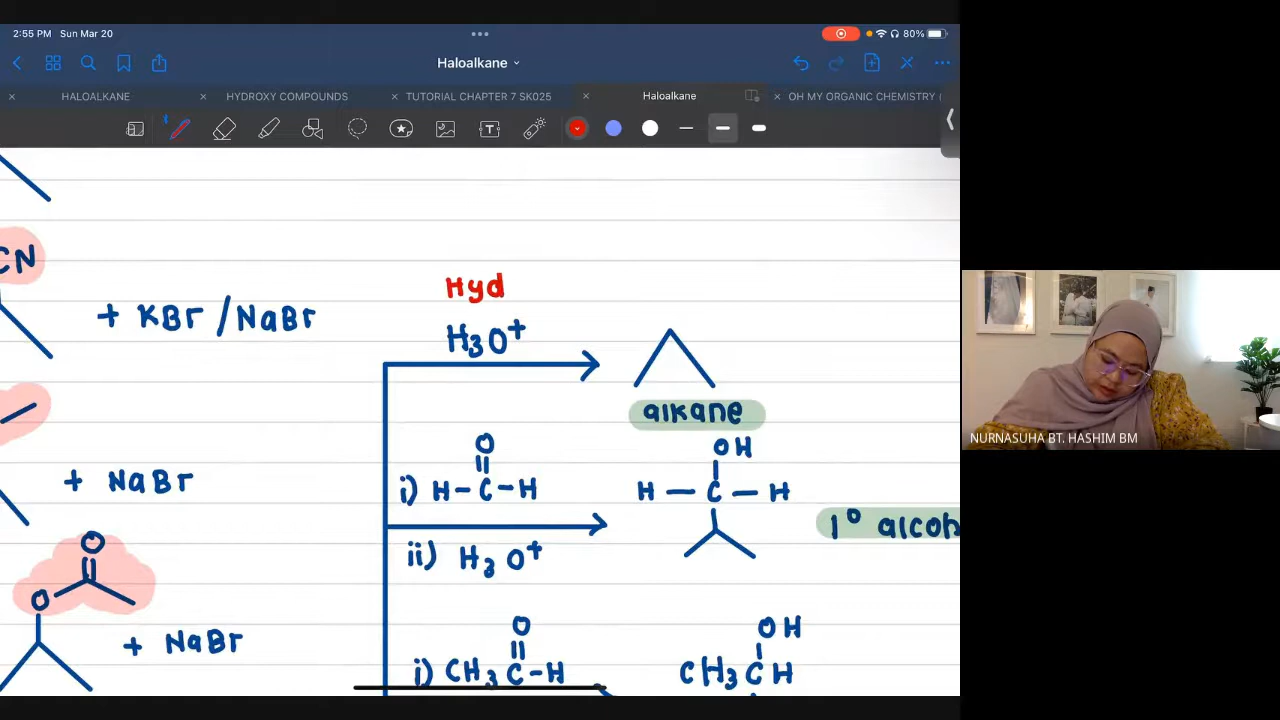 2:55 PM Sun Mar 20
80%
Haloalkane
HALOALKANE
HYDROXY COMPOUNDS
TUTORIAL CHAPTER 7 SK025
Haloalkane
OH MY ORGANIC CHEMISTRY (
CN
+ KBr / NaBr
Hyd
H3O+
alkane
+ NaBr
O
i) H-C-H
ii) H3O+
OH
H - C - H
1° alcoh
O
O
+ NaBr
O
i) CH3C-H
OH
CH3CH
NURNASUHA BT. HASHIM BM